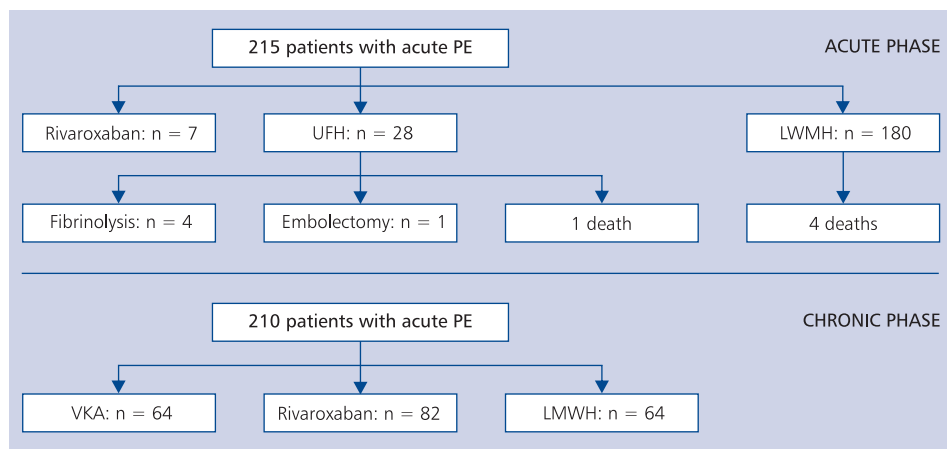 215 patients with acute PE
ACUTE PHASE
Rivaroxaban: n = 7
UFH: n = 28
LWMH: n = 180
Fibrinolysis: n = 4
Embolectomy: n = 1
1 death
4 deaths
210 patients with acute PE
CHRONIC PHASE
VKA: n = 64
Rivaroxaban: n = 82
LMWH: n = 64